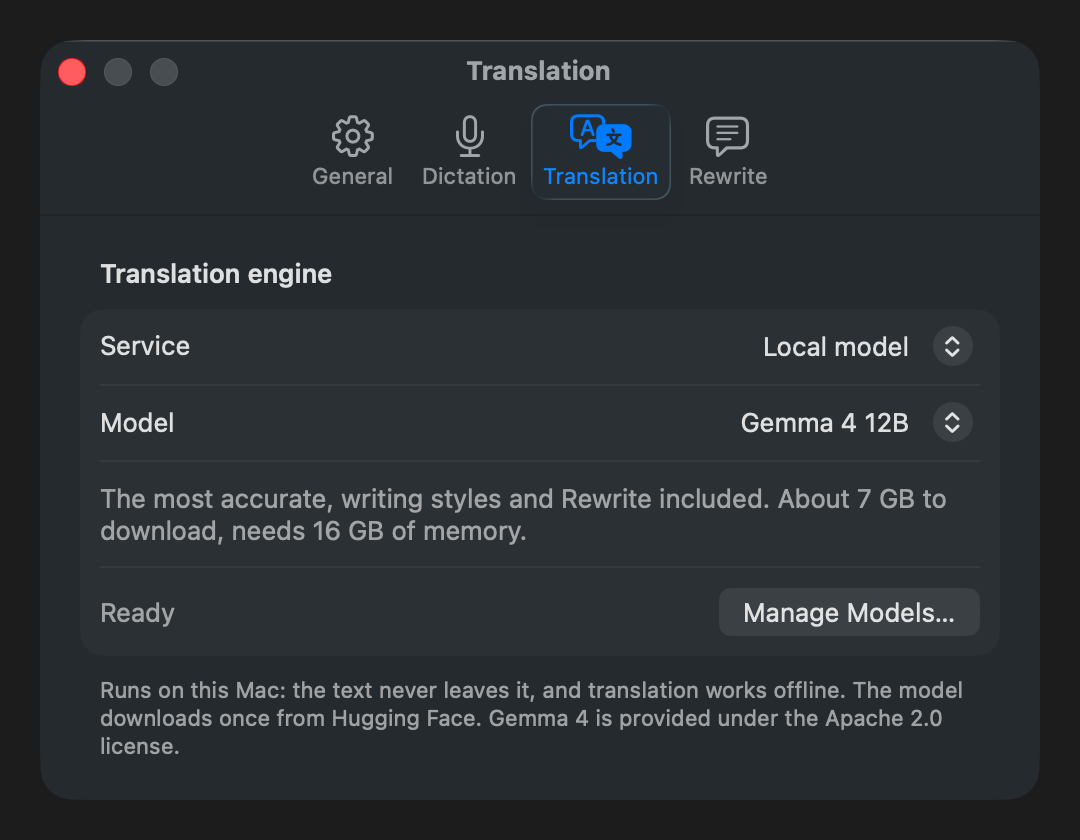 Translation
General
Dictation
Translation
Rewrite
Translation engine
Service
Local model
Model
Gemma 4 12B
The most accurate, writing styles and Rewrite included. About 7 GB to
download, needs 16 GB of memory.
Ready
Manage Models...
Runs on this Mac: the text never leaves it, and translation works offline. The model
downloads once from Hugging Face. Gemma 4 is provided under the Apache 2.0
license.